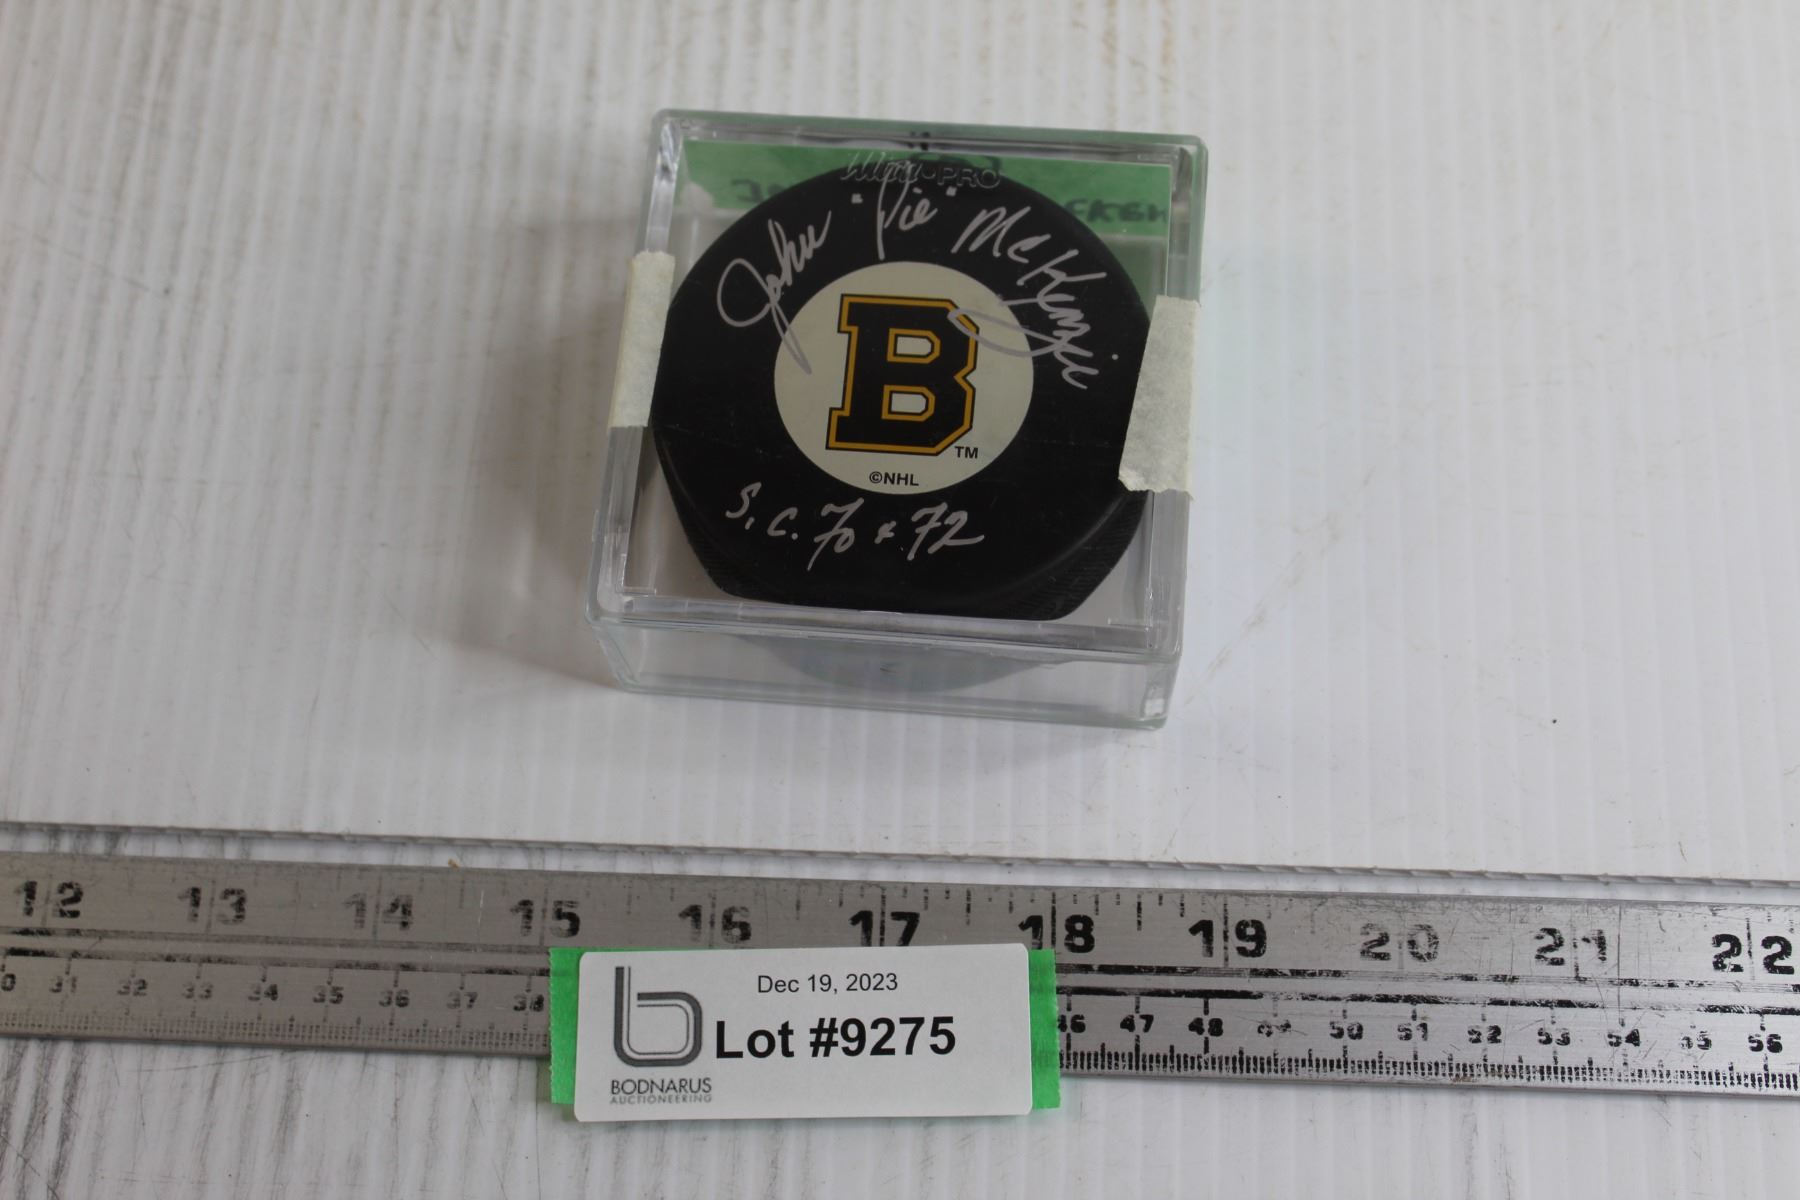 Ultra•PRO
John "Pie" McKenzie
B
TM
©NHL
S.C. 70 & 72
12 13 14 15 16 17 18 19 20 21 22
31 32 33 34 35 36 37 38 46 47 48 49 50 51 52 53 54 55 56
Dec 19, 2023
Lot #9275
b
BODNARUS
AUCTIONEERING